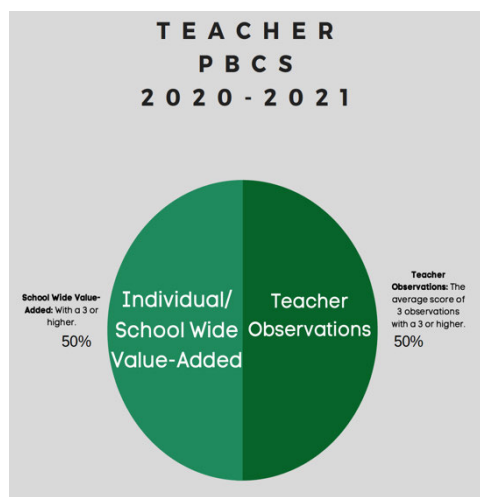 TEACHER
PBCS
2020-2021
School Wide Value-
Added: With a 3 or
higher.
50%
Individual/
School Wide
Value-Added
Teacher
Observations
Teacher
Observations: The
average score of
3 observations
with a 3 or higher.
50%